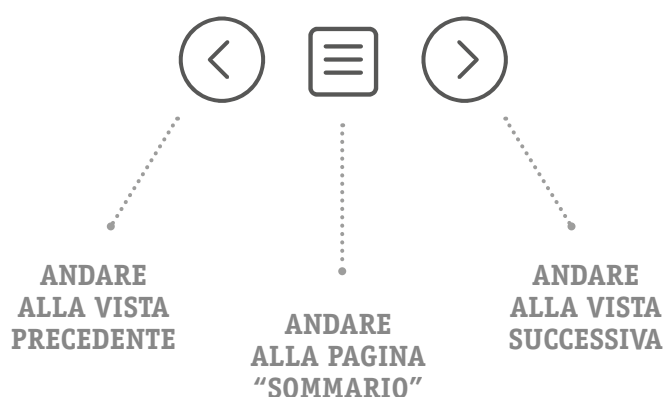 ANDARE
ALLA VISTA
PRECEDENTE
ANDARE
ALLA PAGINA
“SOMMARIO”
ANDARE
ALLA VISTA
SUCCESSIVA